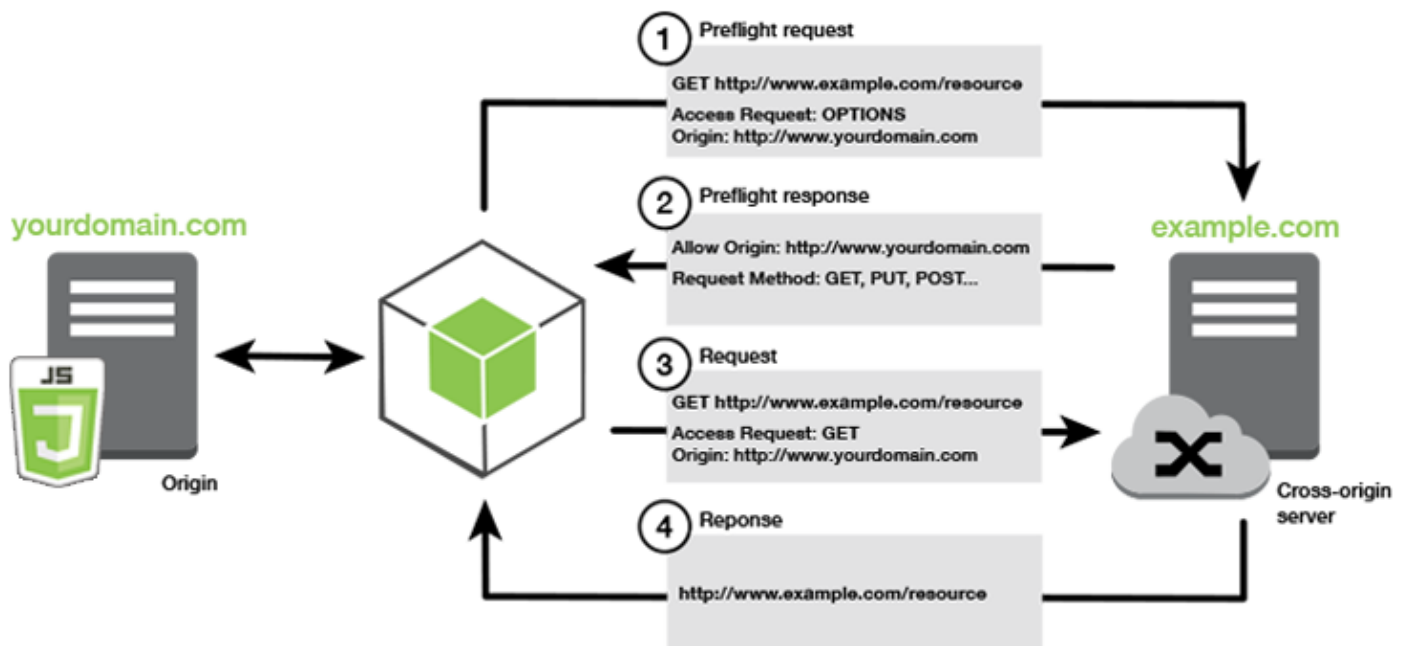 1 Preflight request
GET http://www.example.com/resource
Access Request: OPTIONS
Origin: http://www.yourdomain.com
2 Preflight response
Allow Origin: http://www.yourdomain.com
Request Method: GET, PUT, POST...
yourdomain.com
JS
Origin
example.com
3 Request
GET http://www.example.com/resource
Access Request: GET
Origin: http://www.yourdomain.com
Cross-origin
server
4 Reponse
http://www.example.com/resource